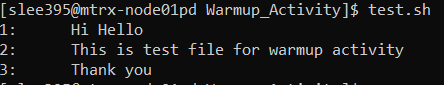 [slee395@mtrx-node01pd Warmup_Activity]$ test.sh
1:      Hi Hello
2:      This is test file for warmup activity
3:      Thank you